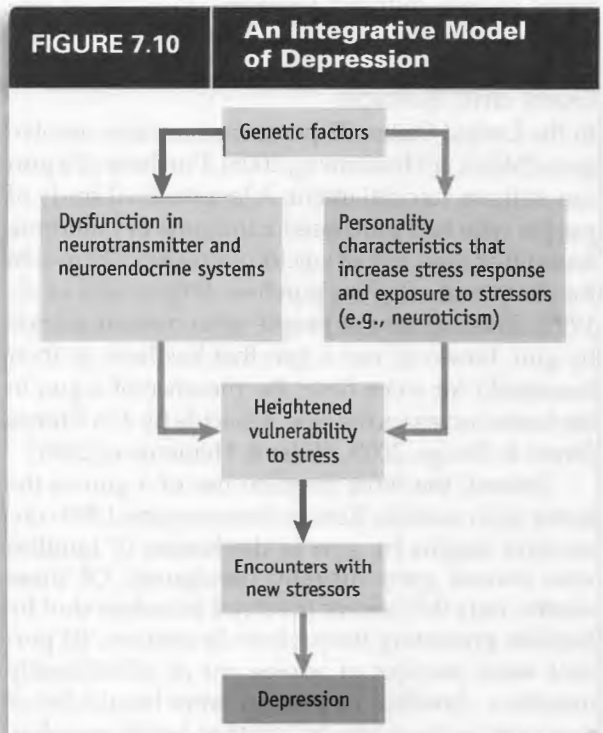 FIGURE 7.10
An Integrative Model
of Depression
Genetic factors
Dysfunction in
neurotransmitter and
neuroendocrine systems
Personality
characteristics that
increase stress response
and exposure to stressors
(e.g., neuroticism)
Heightened
vulnerability
to stress
Encounters with
new stressors
Depression